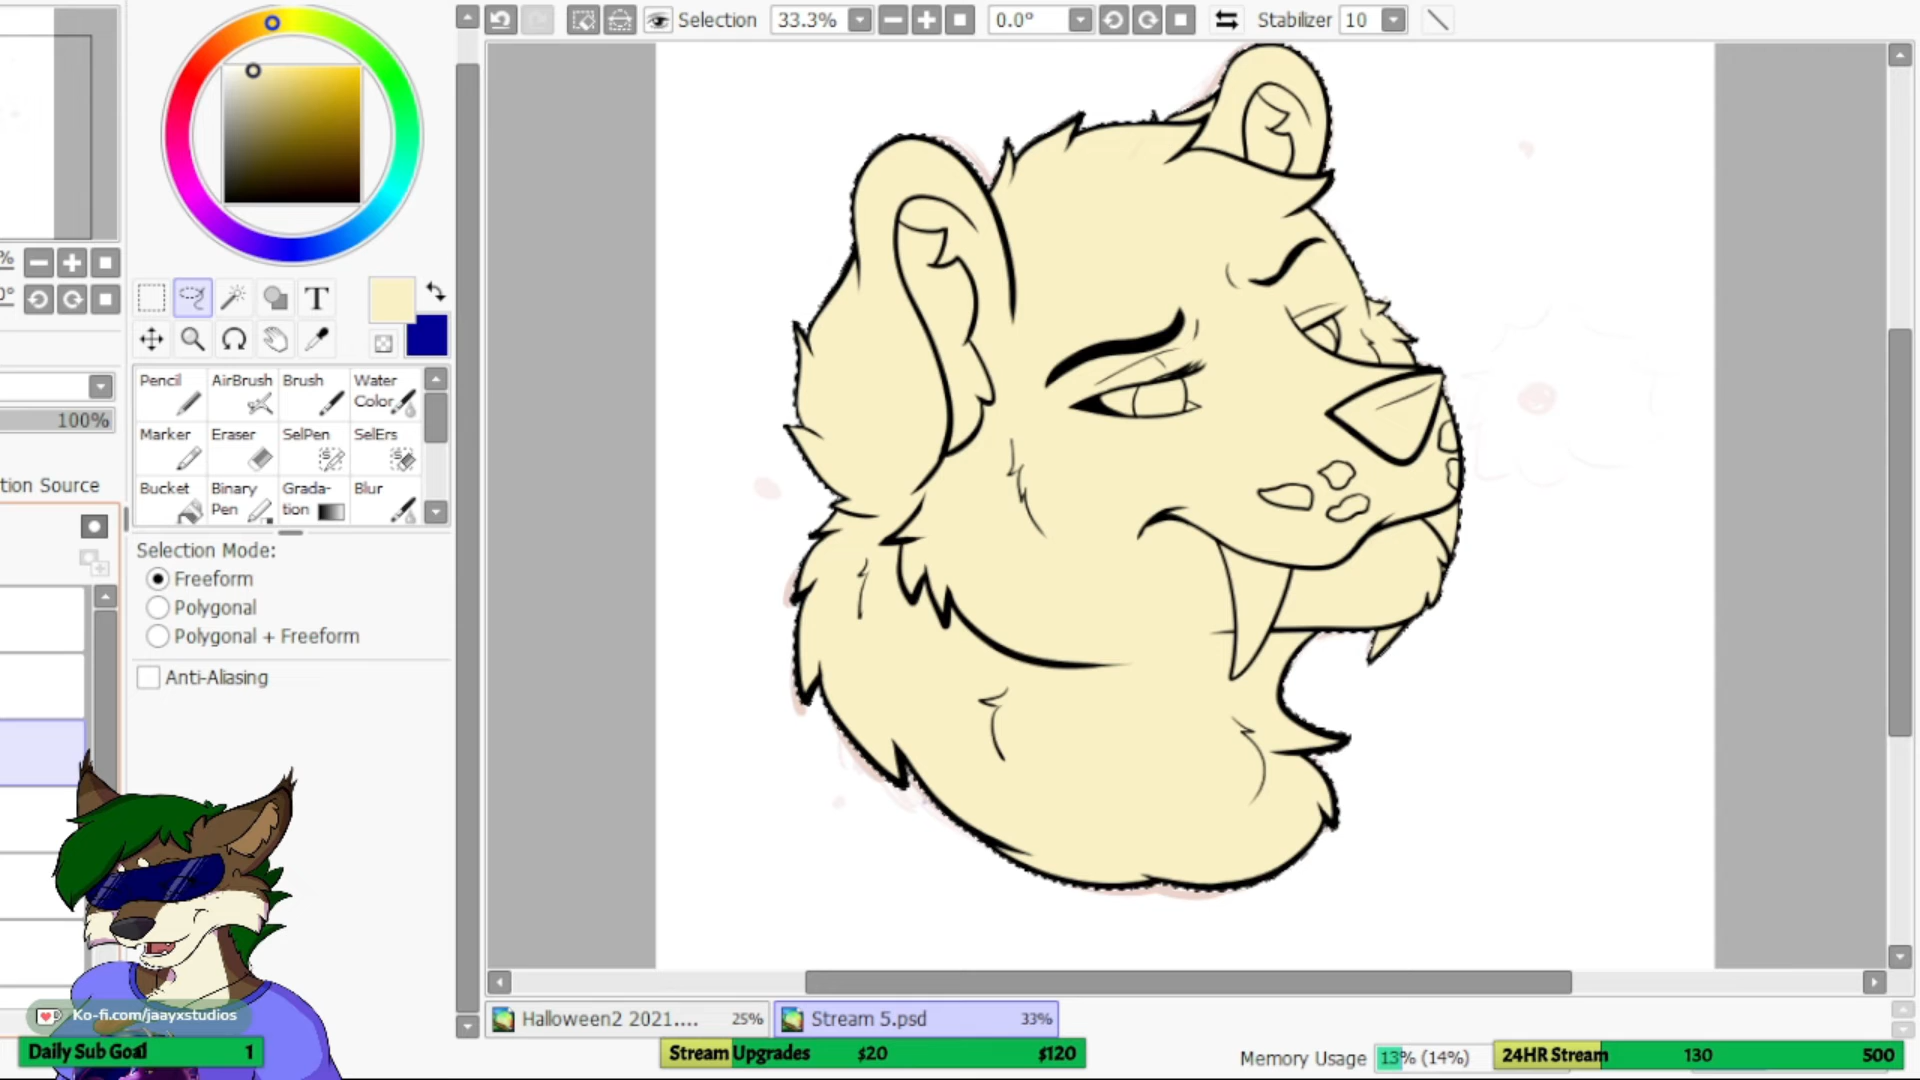 Selection 33.3% 0.0° Stabilizer 10
%
0°
T
Pencil AirBrush Brush Water Color
100%
Marker Eraser SelPen SelErs
tion Source
Bucket Binary Pen Grada-tion Blur
Selection Mode:
Freeform
Polygonal
Polygonal + Freeform
Anti-Aliasing
Ko-fi.com/jaayxstudios
Halloween2 2021.... 25% Stream 5.psd 33%
Daily Sub Goal 1
Stream Upgrades $20 $120
Memory Usage 13% (14%)
24HR Stream 130 500